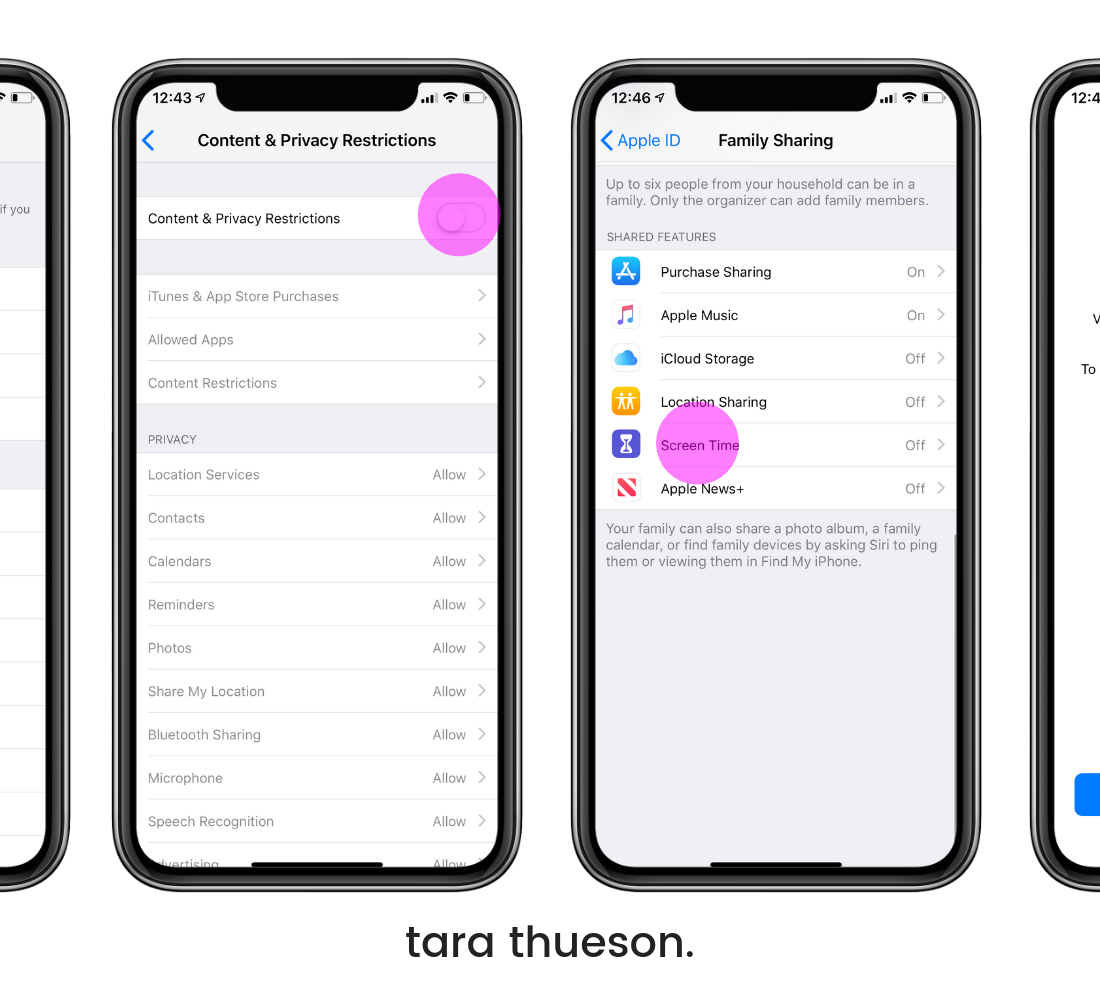 if you
12:43
Content & Privacy Restrictions
Content & Privacy Restrictions
iTunes & App Store Purchases
Allowed Apps
Content Restrictions
PRIVACY
Location Services Allow
Contacts Allow
Calendars Allow
Reminders Allow
Photos Allow
Share My Location Allow
Bluetooth Sharing Allow
Microphone Allow
Speech Recognition Allow
Advertising Allow
12:46
Apple ID Family Sharing
Up to six people from your household can be in a
family. Only the organizer can add family members.
SHARED FEATURES
Purchase Sharing On
Apple Music On
iCloud Storage Off
Location Sharing Off
Screen Time Off
Apple News+ Off
Your family can also share a photo album, a family
calendar, or find family devices by asking Siri to ping
them or viewing them in Find My iPhone.
12:4
V
To
tara thueson.